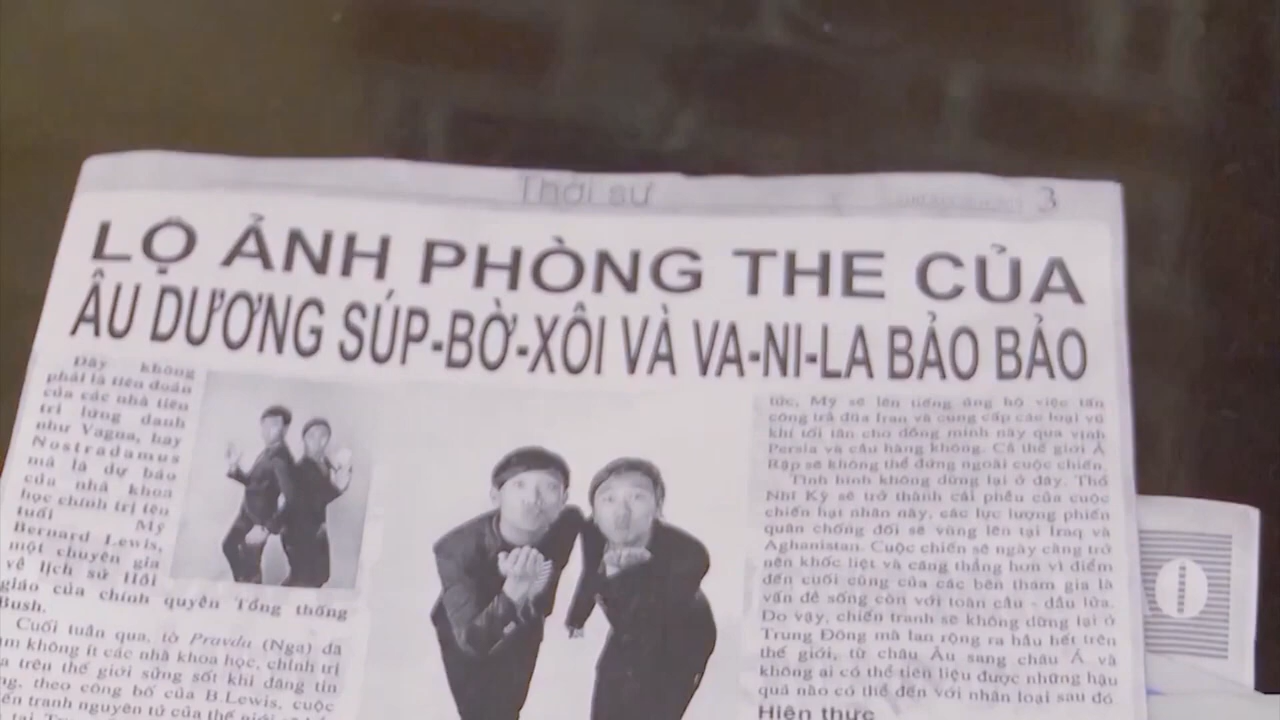 Thời sự
3
LỘ ẢNH PHÒNG THE CỦA
ÂU DƯƠNG SÚP-BỜ-XÔI VÀ VA-NI-LA BẢO BẢO
Đây không
phải là tiên đoán
của các nhà tiên
tri lừng danh
như Vagna, hay
Nostradamus
mà là dự báo
của nhà khoa
học chính trị tên
tuổi Mỹ
Bernard Lewis,
một chuyên gia
về lịch sử Hồi
giáo của chính quyền Tổng thống
Bush.
Cuối tuần qua, tờ Pravda (Nga) đã
làm không ít các nhà khoa học, chính trị
trên thế giới sửng sốt khi đăng tin
theo công bố của B.Lewis, cuộc
tranh nguyên tử của thế giới
tức, Mỹ sẽ lên tiếng ủng hộ việc tấn
công trả đũa Iran và cung cấp các loại vũ
khí tối tân cho đồng minh này qua vịnh
Persia và cầu hàng không. Cả thế giới Ả
Rập sẽ không thể đứng ngoài cuộc chiến.
Tình hình không dừng lại ở đây. Thổ
Nhĩ Kỳ sẽ trở thành cái phễu của cuộc
chiến hạt nhân này, các lực lượng phiến
quân chống đối sẽ vùng lên tại Iraq và
Aghanistan. Cuộc chiến sẽ ngày càng trở
nên khốc liệt và căng thẳng hơn vì điểm
đến cuối cùng của các bên tham gia là
vấn đề sống còn với toàn cầu - dầu lửa.
Do vậy, chiến tranh sẽ không dừng lại ở
Trung Đông mà lan rộng ra hầu hết trên
thế giới, từ châu Âu sang châu Á và
không ai có thể tiên liệu được những hậu
quả nào có thể đến với nhân loại sau đó.
Hiện thực